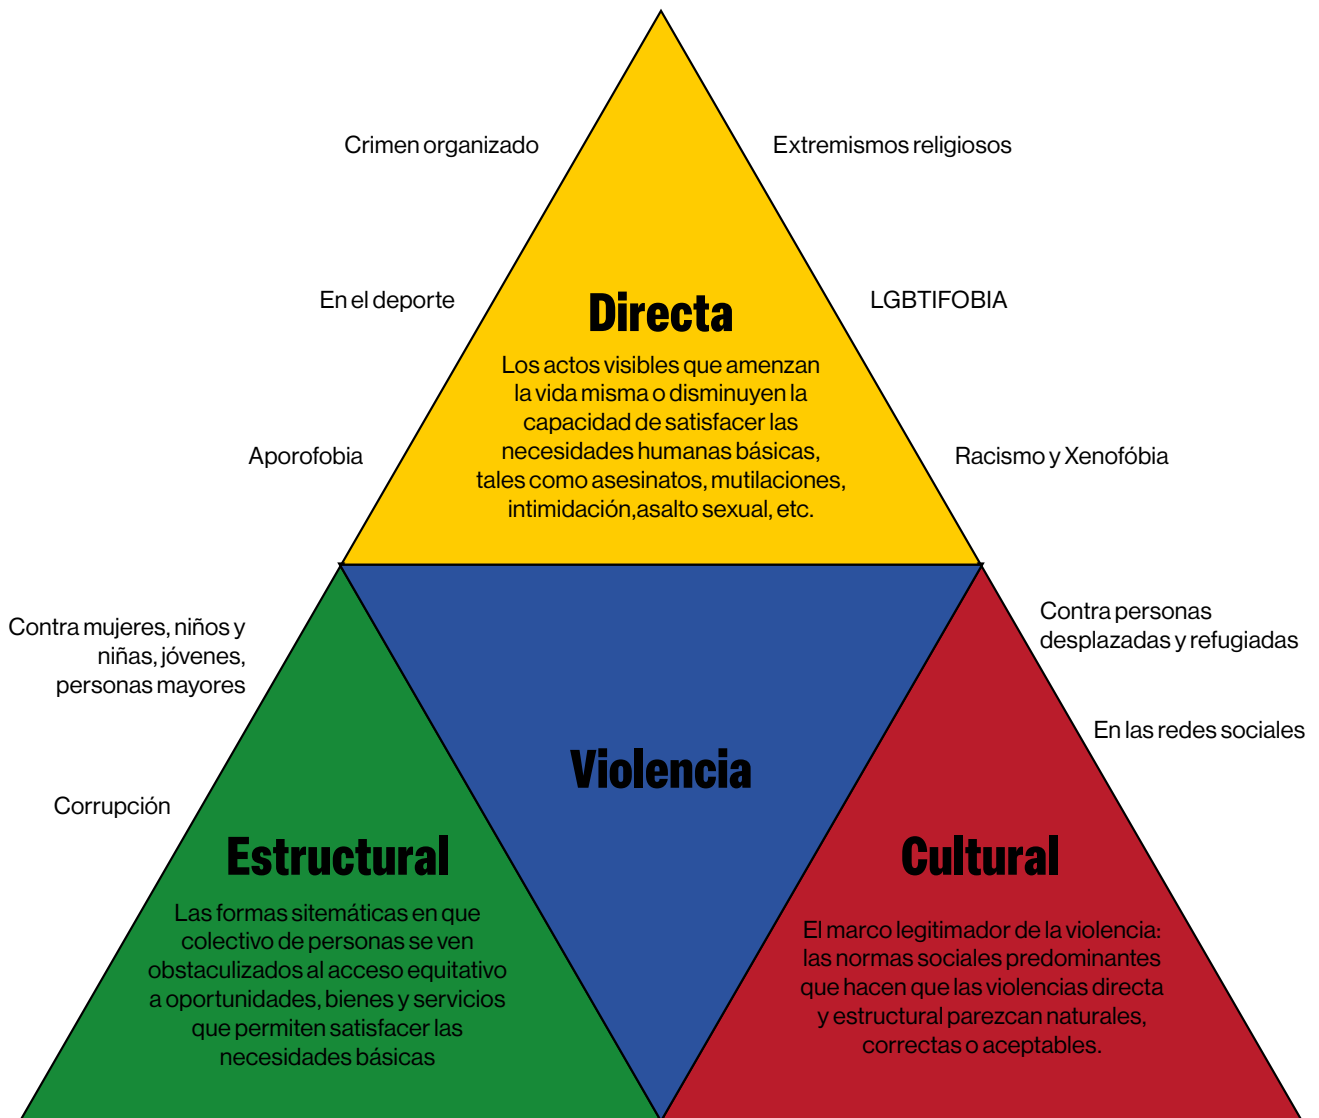 Crimen organizado
Extremismos religiosos
En el deporte
LGBTIFOBIA
Directa
Los actos visibles que amenzan
la vida misma o disminuyen la
capacidad de satisfacer las
necesidades humanas básicas,
tales como asesinatos, mutilaciones,
intimidación,asalto sexual, etc.
Aporofobia
Racismo y Xenofóbia
Contra mujeres, niños y
niñas, jóvenes,
personas mayores
Contra personas
desplazadas y refugiadas
En las redes sociales
Violencia
Corrupción
Estructural
Las formas sitemáticas en que
colectivo de personas se ven
obstaculizados al acceso equitativo
a oportunidades, bienes y servicios
que permiten satisfacer las
necesidades básicas
Cultural
El marco legitimador de la violencia:
las normas sociales predominantes
que hacen que las violencias directa
y estructural parezcan naturales,
correctas o aceptables.